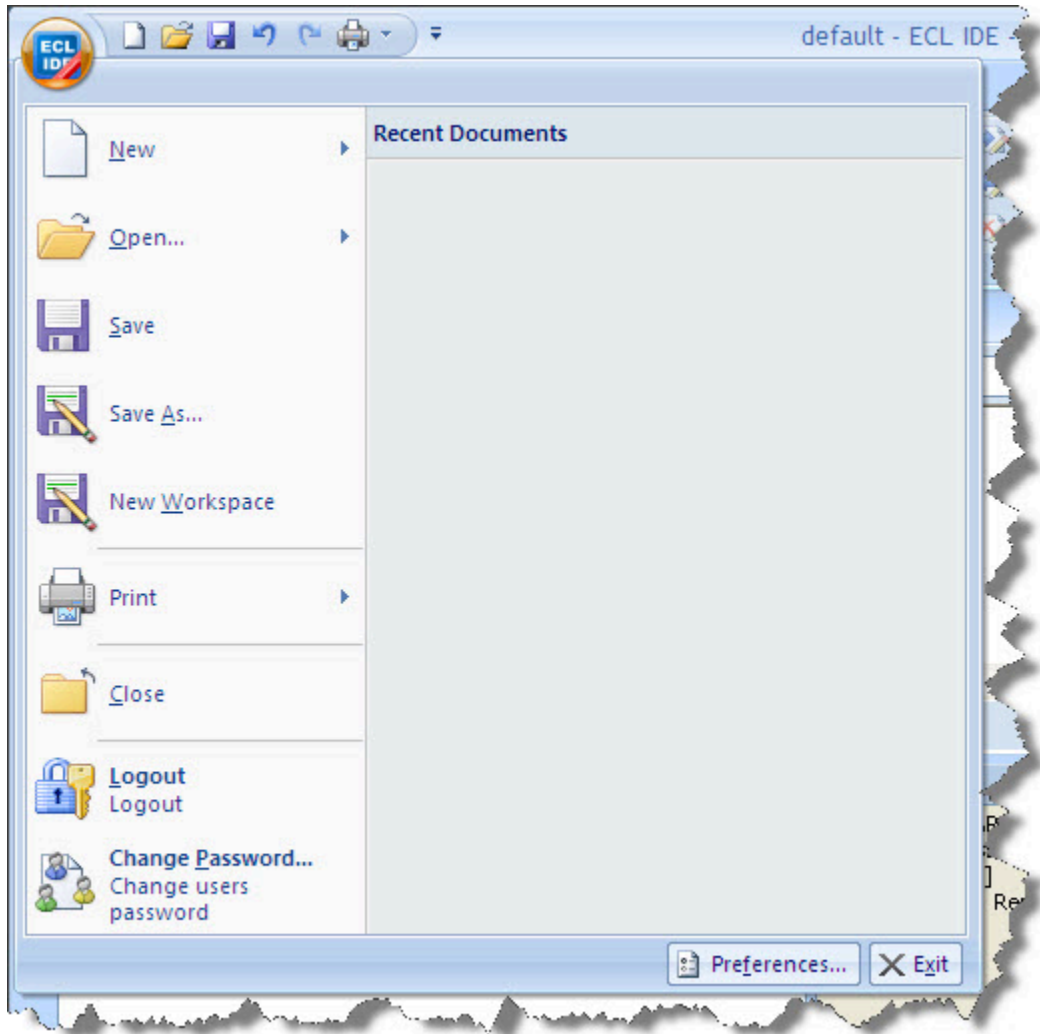 ECL
IDE
default - ECL IDE -
New
Recent Documents
Open...
Save
Save As...
New Workspace
Print
Close
Logout
Logout
Change Password...
Change users
password
Preferences...
Exit